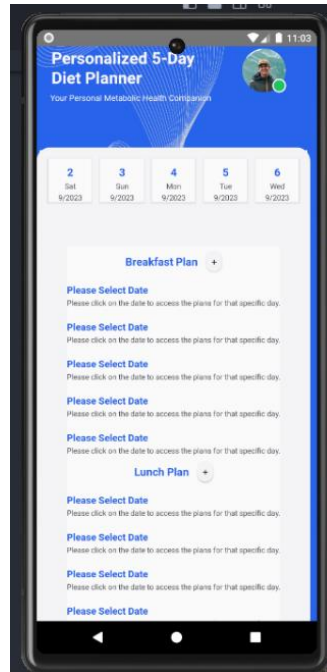 11:03
Personalized 5-Day
Diet Planner
Your Personal Metabolic Health Companion
2 3 4 5 6
Sat Sun Mon Tue Wed
9/2023 9/2023 9/2023 9/2023 9/2023
Breakfast Plan +
Please Select Date
Please click on the date to access the plans for that specific day.
Please Select Date
Please click on the date to access the plans for that specific day.
Please Select Date
Please click on the date to access the plans for that specific day.
Please Select Date
Please click on the date to access the plans for that specific day.
Please Select Date
Please click on the date to access the plans for that specific day.
Lunch Plan +
Please Select Date
Please click on the date to access the plans for that specific day.
Please Select Date
Please click on the date to access the plans for that specific day.
Please Select Date
Please click on the date to access the plans for that specific day.
Please Select Date